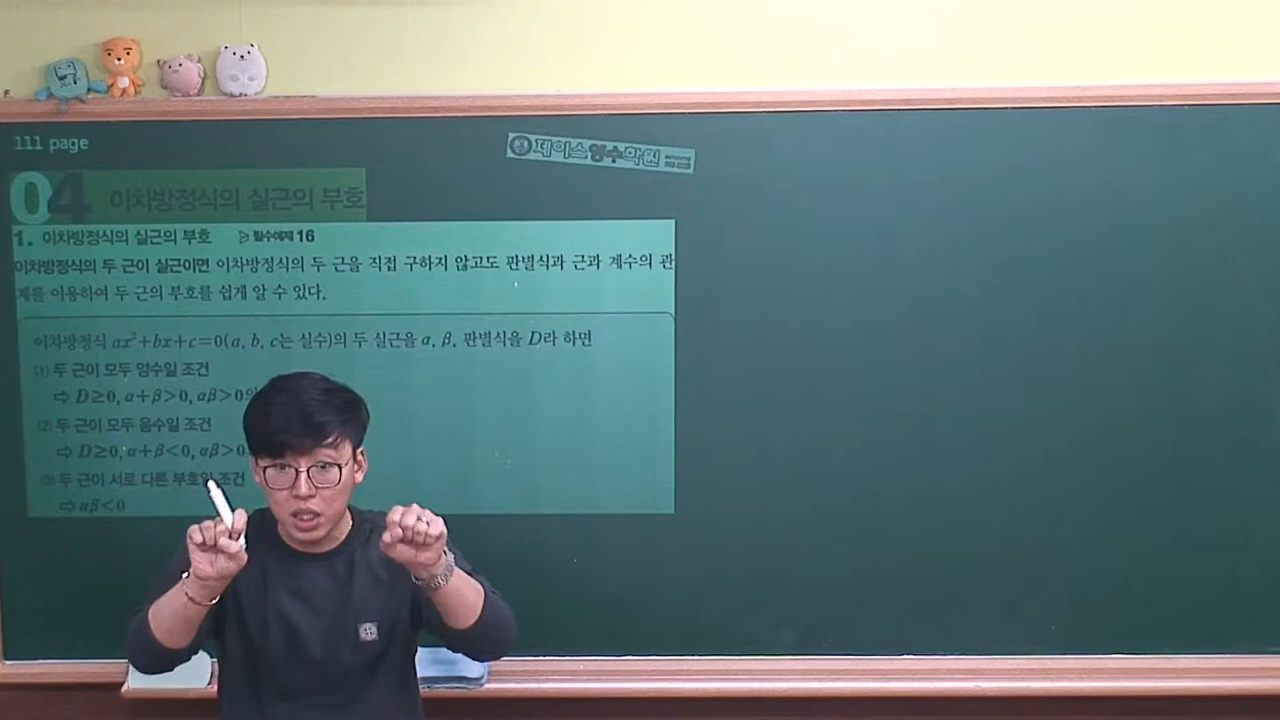 111 page
제이스영수학원
04 이차방정식의 실근의 부호
1. 이차방정식의 실근의 부호 ▷ 필수예제 16
이차방정식의 두 근이 실근이면 이차방정식의 두 근을 직접 구하지 않고도 판별식과 근과 계수의 관
계를 이용하여 두 근의 부호를 쉽게 알 수 있다.
이차방정식 ax²+bx+c=0(a, b, c는 실수)의 두 실근을 α, β, 판별식을 D라 하면
(1) 두 근이 모두 양수일 조건
⇨ D≥0, α+β>0, αβ>0
(2) 두 근이 모두 음수일 조건
⇨ D≥0, α+β<0, αβ>0
(3) 두 근이 서로 다른 부호일 조건
⇨ αβ<0